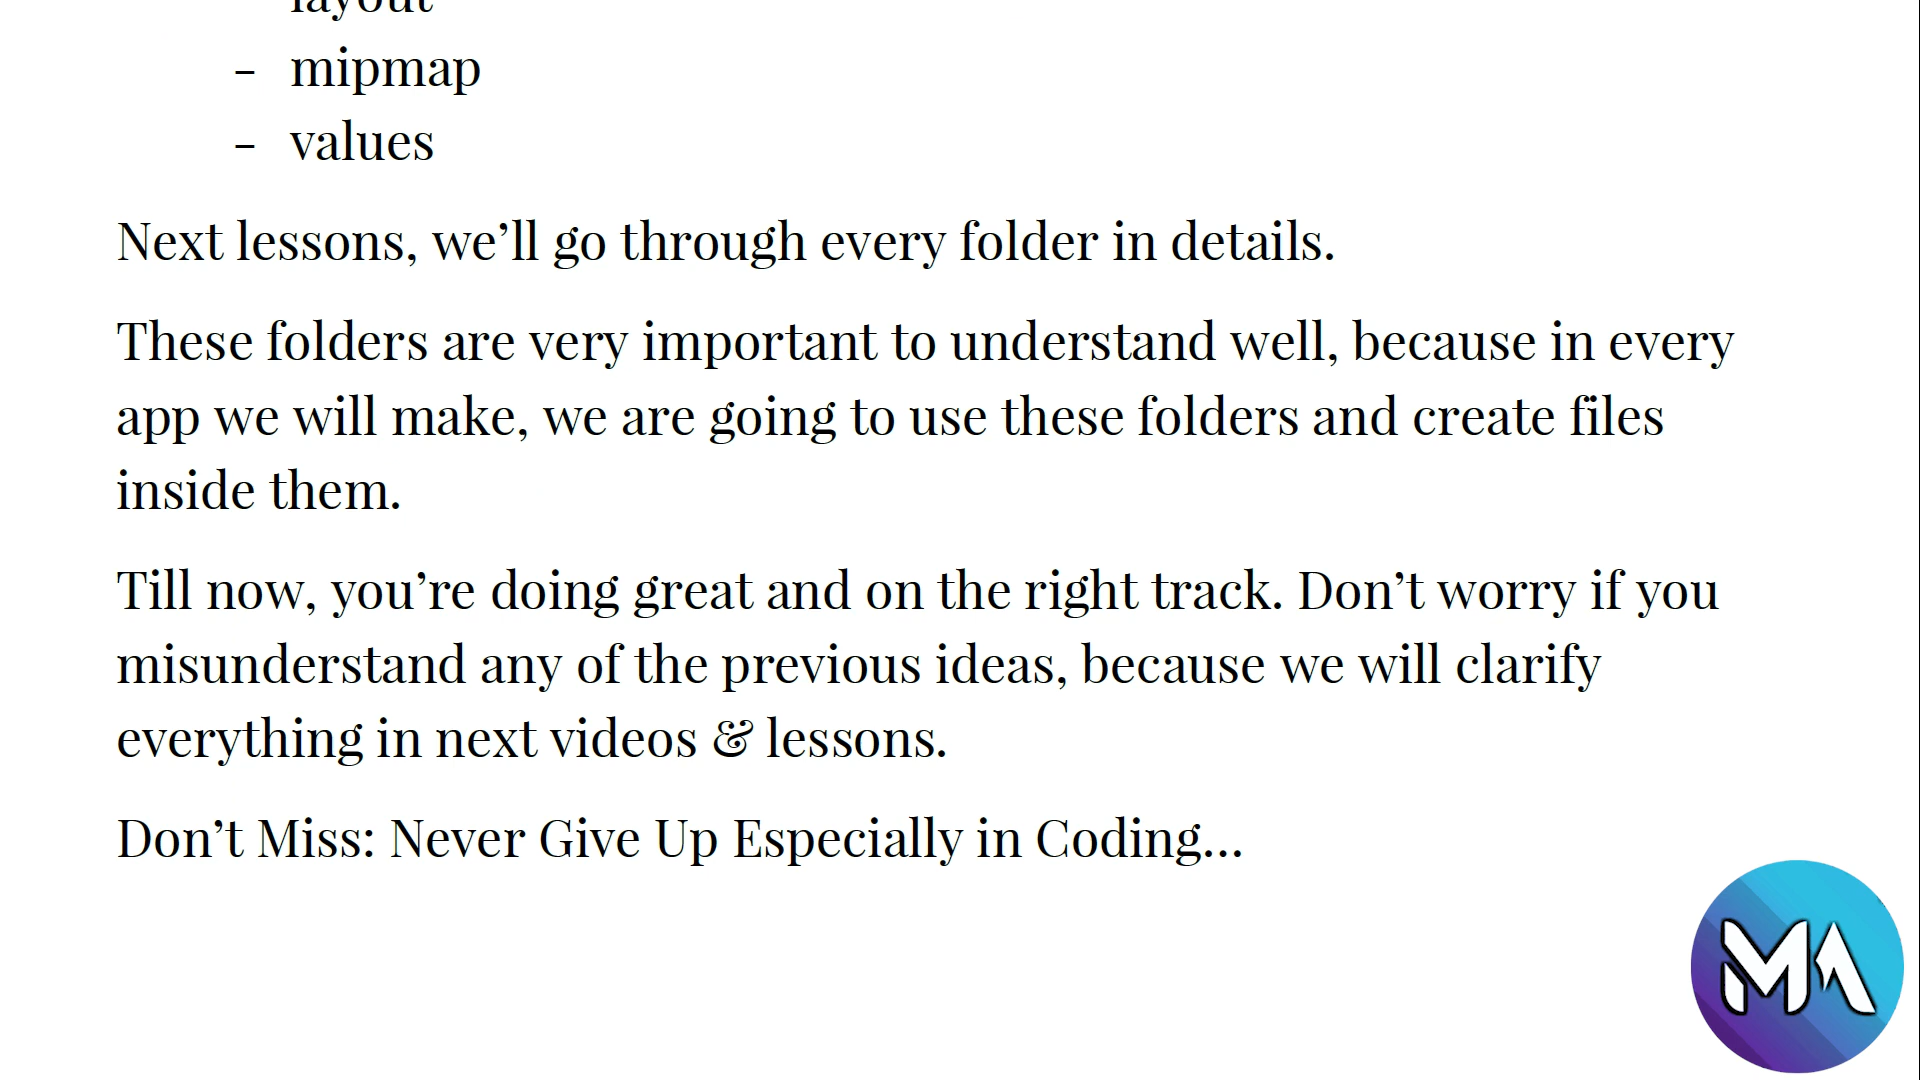 layout
- mipmap
- values
Next lessons, we’ll go through every folder in details.
These folders are very important to understand well, because in every
app we will make, we are going to use these folders and create files
inside them.
Till now, you’re doing great and on the right track. Don’t worry if you
misunderstand any of the previous ideas, because we will clarify
everything in next videos & lessons.
Don’t Miss: Never Give Up Especially in Coding...
MA